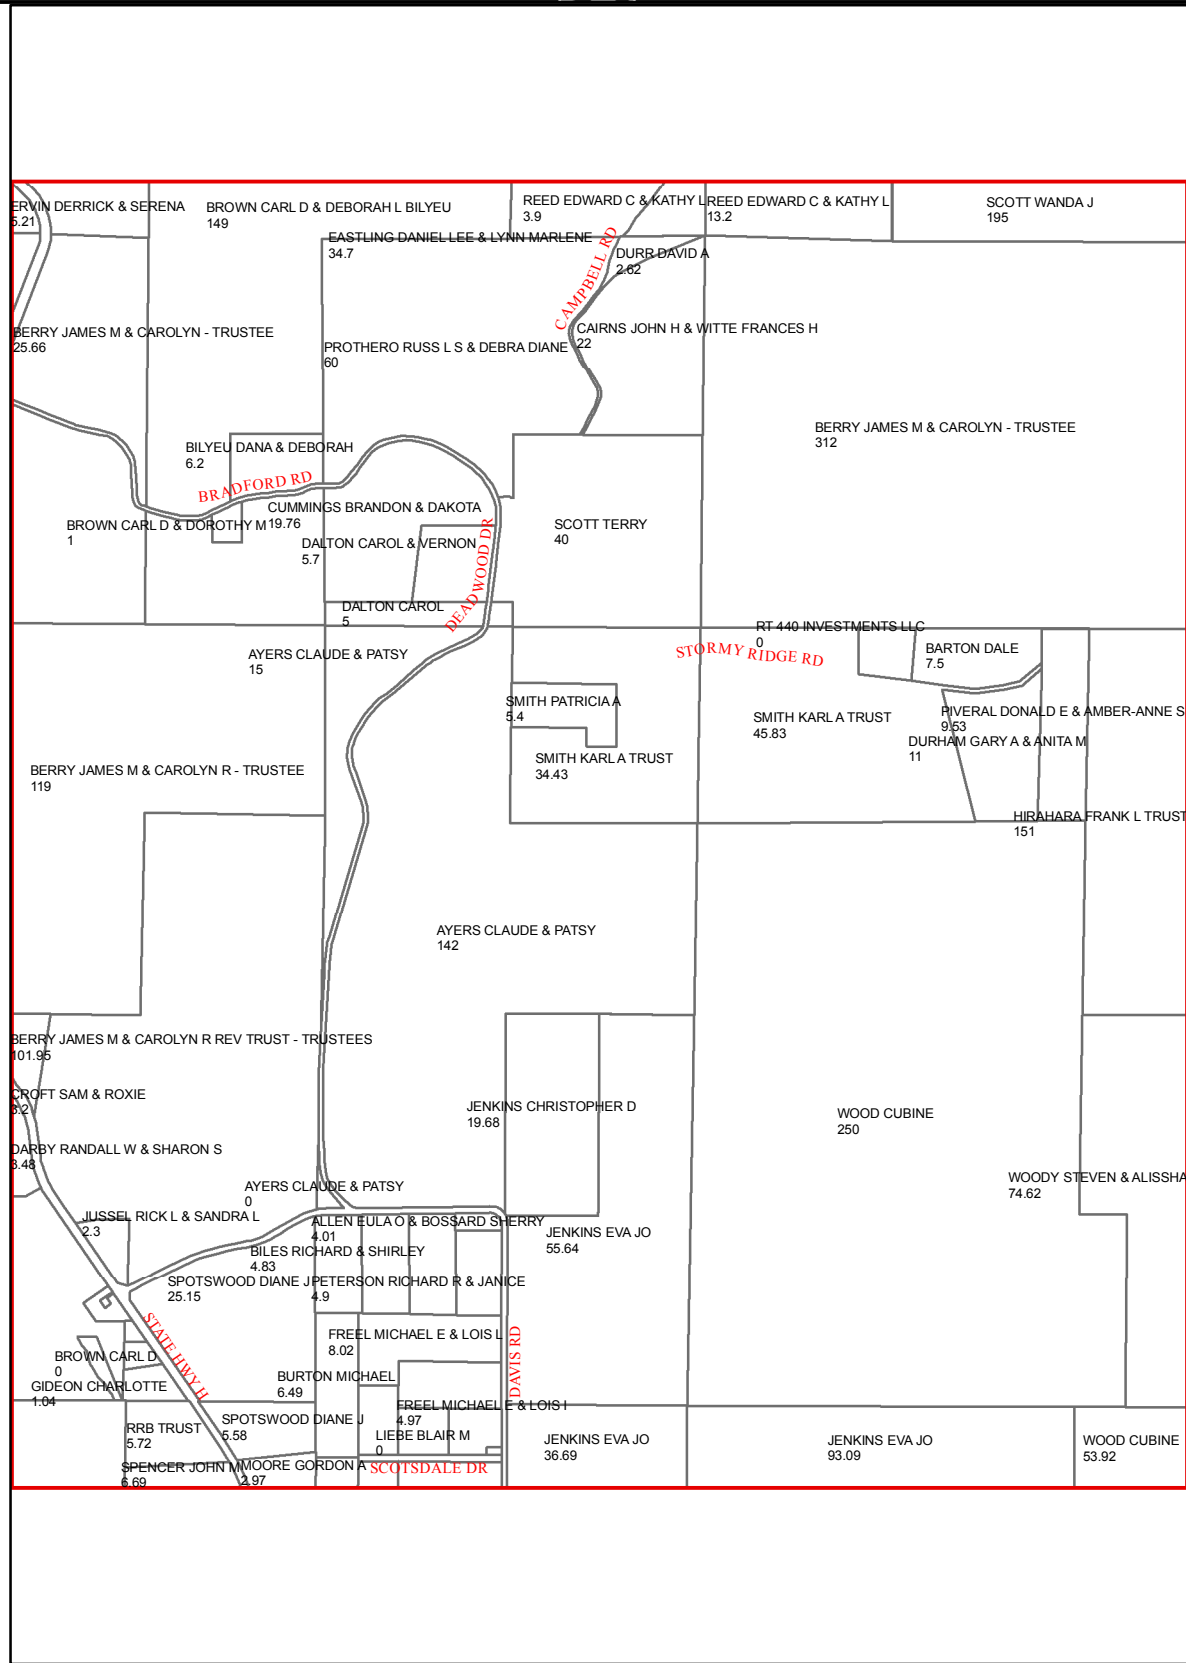 ERVIN DERRICK & SERENA
5.21
BROWN CARL D & DEBORAH L BILYEU
149
REED EDWARD C & KATHY L
3.9
REED EDWARD C & KATHY L
13.2
SCOTT WANDA J
195
EASTLING DANIEL LEE & LYNN MARLENE
34.7
CAMPBELL RD
DURR DAVID A
2.62
BERRY JAMES M & CAROLYN - TRUSTEE
25.66
PROTHERO RUSS L S & DEBRA DIANE
60
CAIRNS JOHN H & WITTE FRANCES H
22
BERRY JAMES M & CAROLYN - TRUSTEE
312
BILYEU DANA & DEBORAH
6.2
BRADFORD RD
CUMMINGS BRANDON & DAKOTA
19.76
BROWN CARL D & DOROTHY M
1
DALTON CAROL & VERNON
5.7
DEADWOOD DR
SCOTT TERRY
40
DALTON CAROL
5
RT 440 INVESTMENTS LLC
0
STORMY RIDGE RD
BARTON DALE
7.5
AYERS CLAUDE & PATSY
15
SMITH PATRICIA A
5.4
SMITH KARL A TRUST
45.83
PIVERAL DONALD E & AMBER-ANNE S
9.53
DURHAM GARY A & ANITA M
11
SMITH KARL A TRUST
34.43
BERRY JAMES M & CAROLYN R - TRUSTEE
119
HIRAHARA FRANK L TRUST
151
AYERS CLAUDE & PATSY
142
BERRY JAMES M & CAROLYN R REV TRUST - TRUSTEES
101.95
CROFT SAM & ROXIE
3.2
JENKINS CHRISTOPHER D
19.68
WOOD CUBINE
250
DARBY RANDALL W & SHARON S
3.48
WOODY STEVEN & ALISSHA
74.62
AYERS CLAUDE & PATSY
0
JUSSEL RICK L & SANDRA L
2.3
ALLEN EULA O & BOSSARD SHERRY
4.01
JENKINS EVA JO
55.64
BILES RICHARD & SHIRLEY
4.83
SPOTSWOOD DIANE J
25.15
PETERSON RICHARD R & JANICE
4.9
STATE HWY H
FREEL MICHAEL E & LOIS L
8.02
DAVIS RD
BROWN CARL D
0
GIDEON CHARLOTTE
1.04
BURTON MICHAEL
6.49
FREEL MICHAEL E & LOIS I
4.97
SPOTSWOOD DIANE J
5.58
RRB TRUST
5.72
LIEBE BLAIR M
0
JENKINS EVA JO
36.69
JENKINS EVA JO
93.09
WOOD CUBINE
53.92
SPENCER JOHN M
6.69
MOORE GORDON A
2.97
SCOTSDALE DR